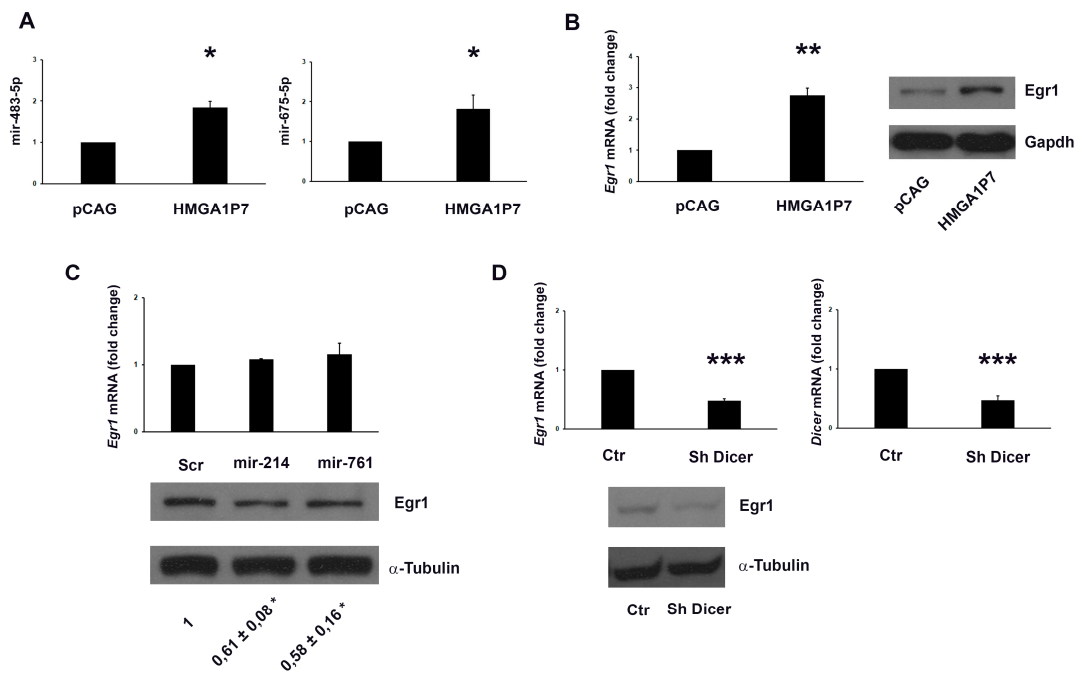 A
mir-483-5p
3
2
1
0
*
pCAG
HMGA1P7
mir-675-5p
3
2
1
0
*
pCAG
HMGA1P7
B
Egr1 mRNA (fold change)
4
3
2
1
0
**
pCAG
HMGA1P7
Egr1
Gapdh
pCAG
HMGA1P7
C
Egr1 mRNA (fold change)
2
1
0
Scr
mir-214
mir-761
Egr1
α-Tubulin
1
0,61 ± 0,08 *
0,58 ± 0,16 *
D
Egr1 mRNA (fold change)
2
1
0
***
Ctr
Sh Dicer
Dicer mRNA (fold change)
2
1
0
***
Ctr
Sh Dicer
Egr1
α-Tubulin
Ctr
Sh Dicer